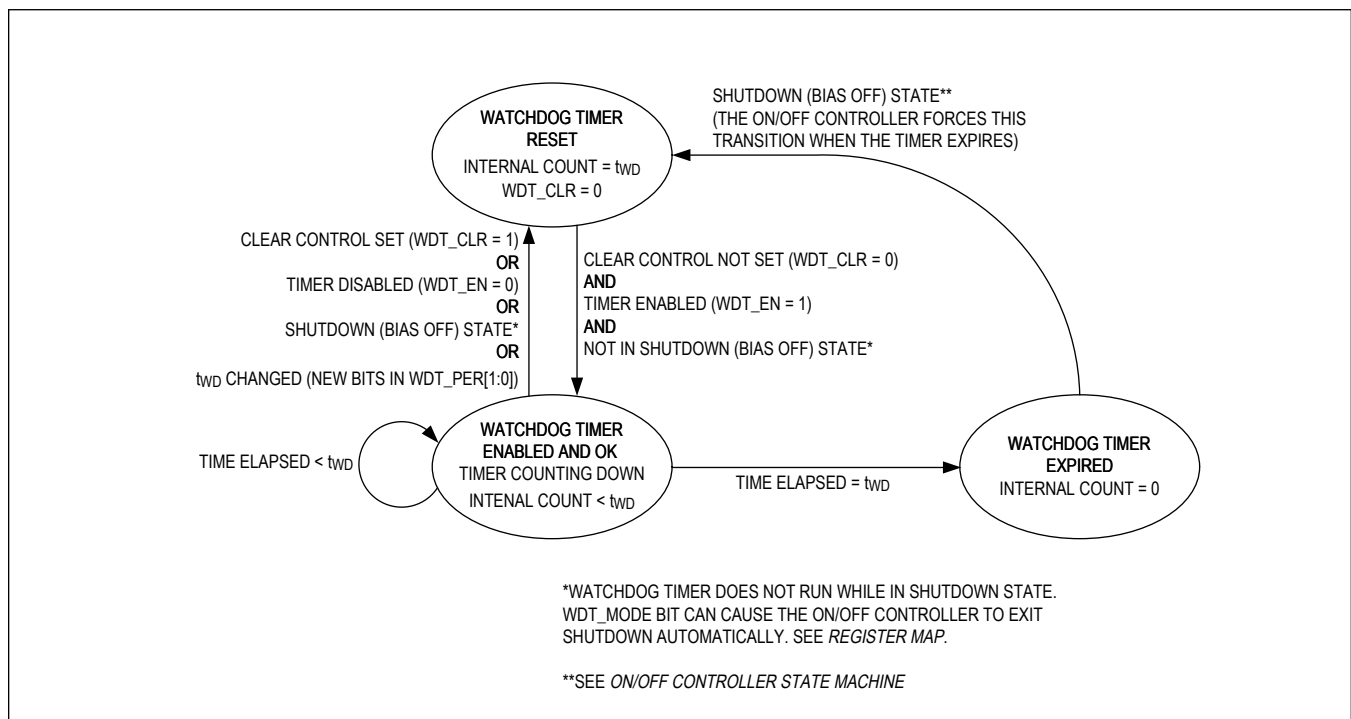 SHUTDOWN (BIAS OFF) STATE**
(THE ON/OFF CONTROLLER FORCES THIS
TRANSITION WHEN THE TIMER EXPIRES)
WATCHDOG TIMER
RESET
INTERNAL COUNT = tWD
WDT_CLR = 0
CLEAR CONTROL SET (WDT_CLR = 1)
OR
TIMER DISABLED (WDT_EN = 0)
OR
SHUTDOWN (BIAS OFF) STATE*
OR
tWD CHANGED (NEW BITS IN WDT_PER[1:0])
CLEAR CONTROL NOT SET (WDT_CLR = 0)
AND
TIMER ENABLED (WDT_EN = 1)
AND
NOT IN SHUTDOWN (BIAS OFF) STATE*
TIME ELAPSED < tWD
WATCHDOG TIMER
ENABLED AND OK
TIMER COUNTING DOWN
INTENAL COUNT < tWD
TIME ELAPSED = tWD
WATCHDOG TIMER
EXPIRED
INTERNAL COUNT = 0
*WATCHDOG TIMER DOES NOT RUN WHILE IN SHUTDOWN STATE.
WDT_MODE BIT CAN CAUSE THE ON/OFF CONTROLLER TO EXIT
SHUTDOWN AUTOMATICALLY. SEE REGISTER MAP.
**SEE ON/OFF CONTROLLER STATE MACHINE